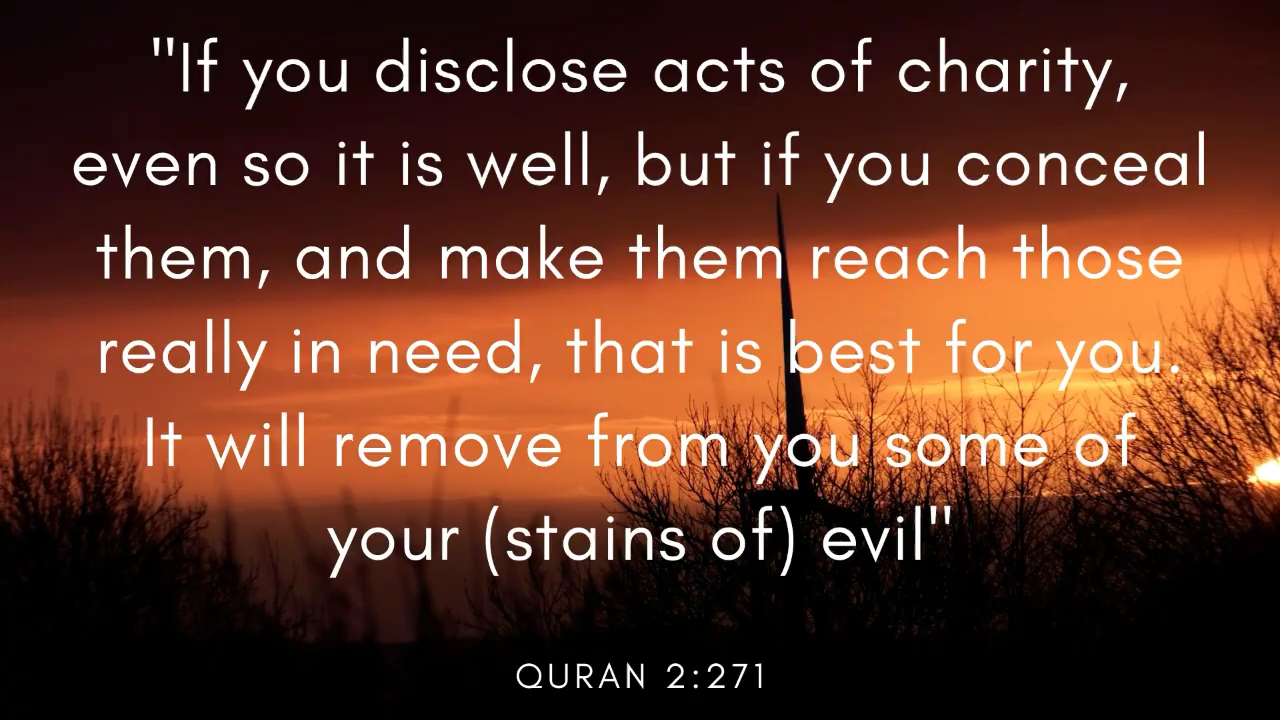 "If you disclose acts of charity,
even so it is well, but if you conceal
them, and make them reach those
really in need, that is best for you.
It will remove from you some of
your (stains of) evil"
QURAN 2:271